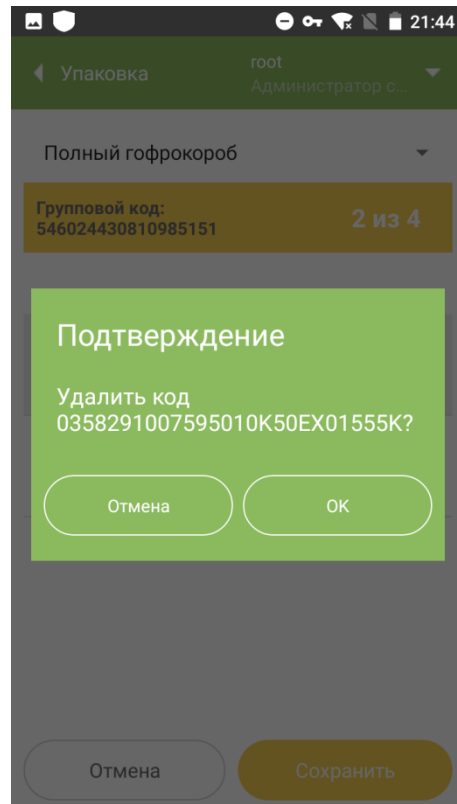 21:44
Упаковка
root
Администратор с...
Полный гофрокороб
Групповой код:
546024430810985151
2 из 4
Подтверждение
Удалить код
0358291007595010K50EX01555K?
Отмена
OK
Отмена
Сохранить